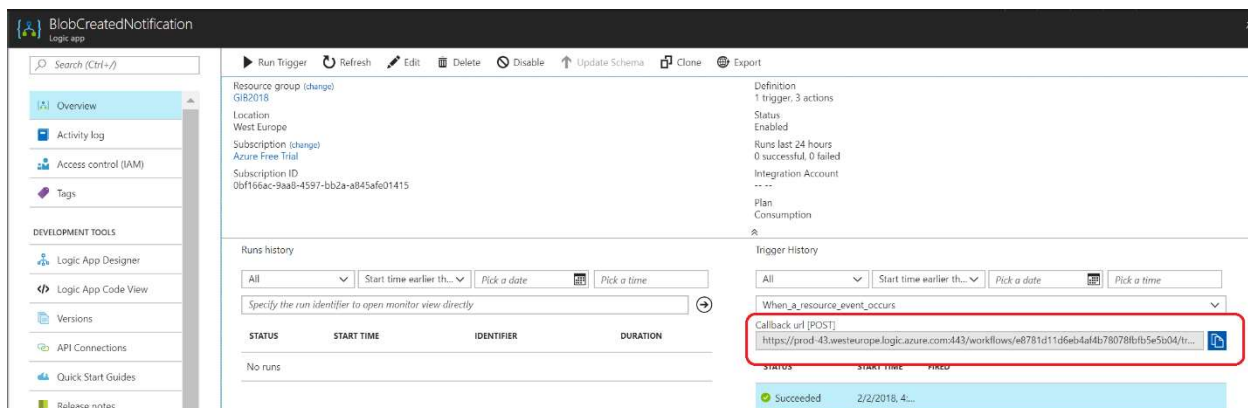 BlobCreatedNotification
Logic app
Search (Ctrl+/)
Overview
Activity log
Access control (IAM)
Tags
DEVELOPMENT TOOLS
Logic App Designer
Logic App Code View
Versions
API Connections
Quick Start Guides
Release notes
Run Trigger Refresh Edit Delete Disable Update Schema Clone Export
Resource group (change)
GIB2018
Location
West Europe
Subscription (change)
Azure Free Trial
Subscription ID
0bf166ac-9aa8-4597-bb2a-a845afe01415
Definition
1 trigger, 3 actions
Status
Enabled
Runs last 24 hours
0 successful, 0 failed
Integration Account
-- --
Plan
Consumption
Runs history
All Start time earlier th... Pick a date Pick a time
Specify the run identifier to open monitor view directly
STATUS START TIME IDENTIFIER DURATION
No runs
Trigger History
All Start time earlier th... Pick a date Pick a time
When_a_resource_event_occurs
Callback url [POST]
https://prod-43.westeurope.logic.azure.com:443/workflows/e8781d11d6eb4af4b78078fbfb5e5b04/tr...
STATUS START TIME FIRED
Succeeded 2/2/2018, 4:...